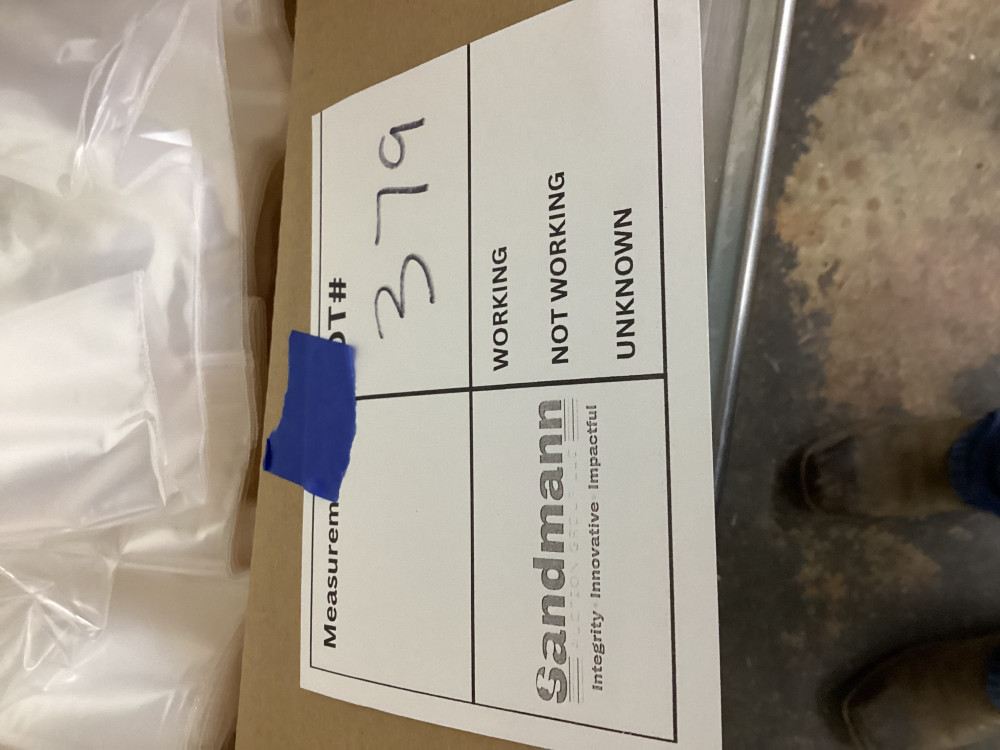 Measurem OT#
379
Sandmann
Integrity · Innovative · Impactful
WORKING
NOT WORKING
UNKNOWN